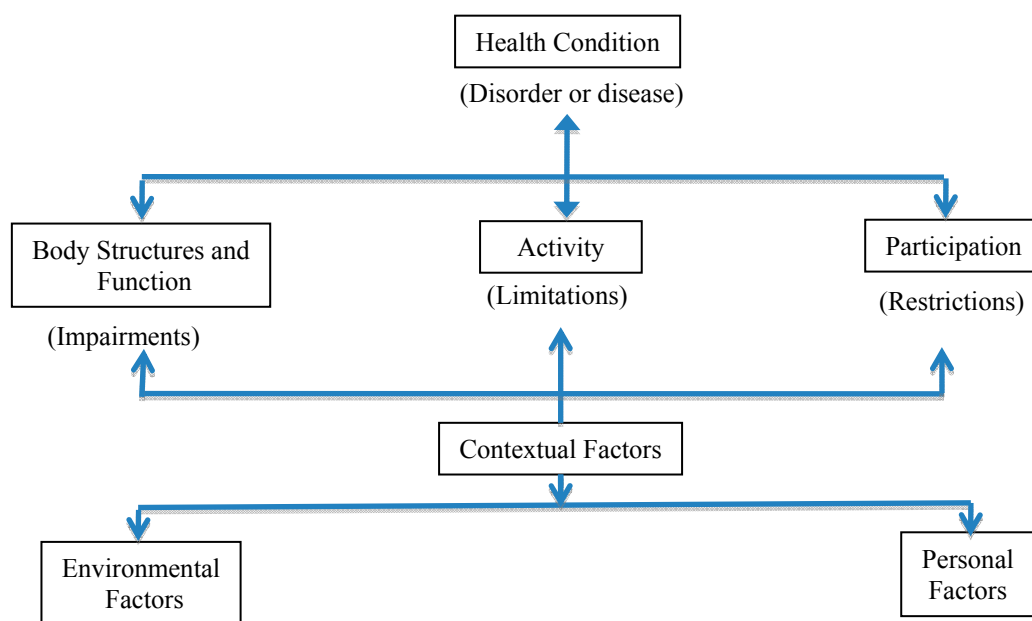 Health Condition
(Disorder or disease)
Body Structures and
Function
(Impairments)
Activity
(Limitations)
Participation
(Restrictions)
Contextual Factors
Environmental
Factors
Personal
Factors